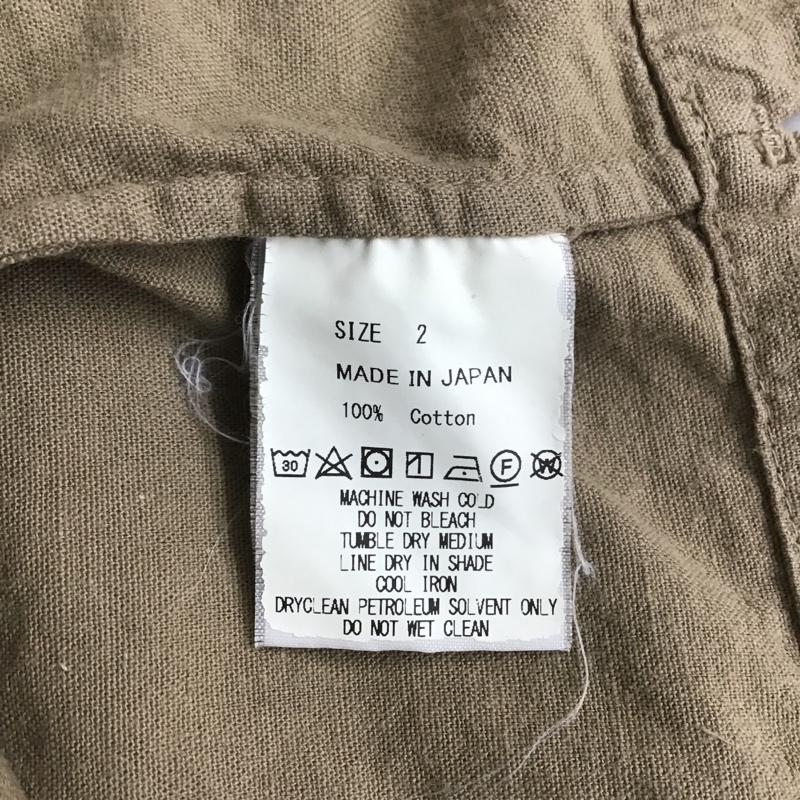 SIZE 2
MADE IN JAPAN
100% Cotton
30 F W
MACHINE WASH COLD
DO NOT BLEACH
TUMBLE DRY MEDIUM
LINE DRY IN SHADE
COOL IRON
DRYCLEAN PETROLEUM SOLVENT ONLY
DO NOT WET CLEAN